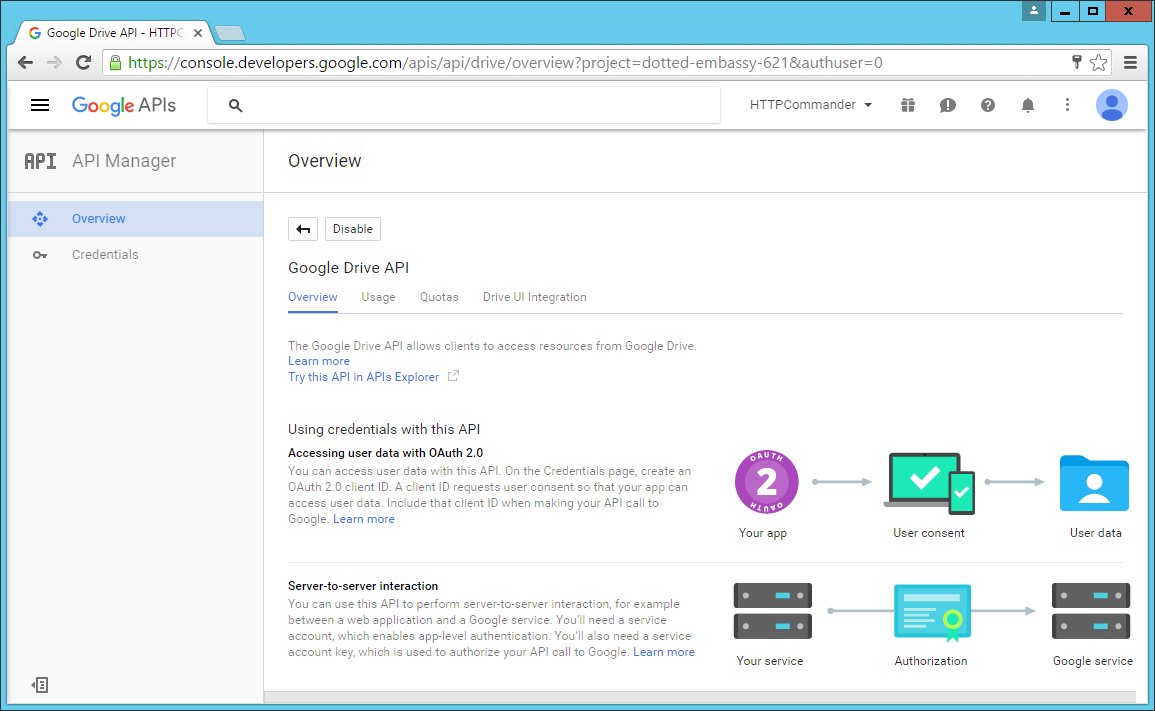 Google Drive API - HTTPC
https://console.developers.google.com/apis/api/drive/overview?project=dotted-embassy-621&authuser=0
Google APIs
HTTPCommander
API API Manager
Overview
Overview
Credentials
Disable
Google Drive API
Overview Usage Quotas Drive UI Integration
The Google Drive API allows clients to access resources from Google Drive.
Learn more
Try this API in APIs Explorer
Using credentials with this API
Accessing user data with OAuth 2.0
You can access user data with this API. On the Credentials page, create an
OAuth 2.0 client ID. A client ID requests user consent so that your app can
access user data. Include that client ID when making your API call to
Google. Learn more
OAUTH
2
OAUTH
Your app
User consent
User data
Server-to-server interaction
You can use this API to perform server-to-server interaction, for example
between a web application and a Google service. You'll need a service
account, which enables app-level authentication. You'll also need a service
account key, which is used to authorize your API call to Google. Learn more
Your service
Authorization
Google service